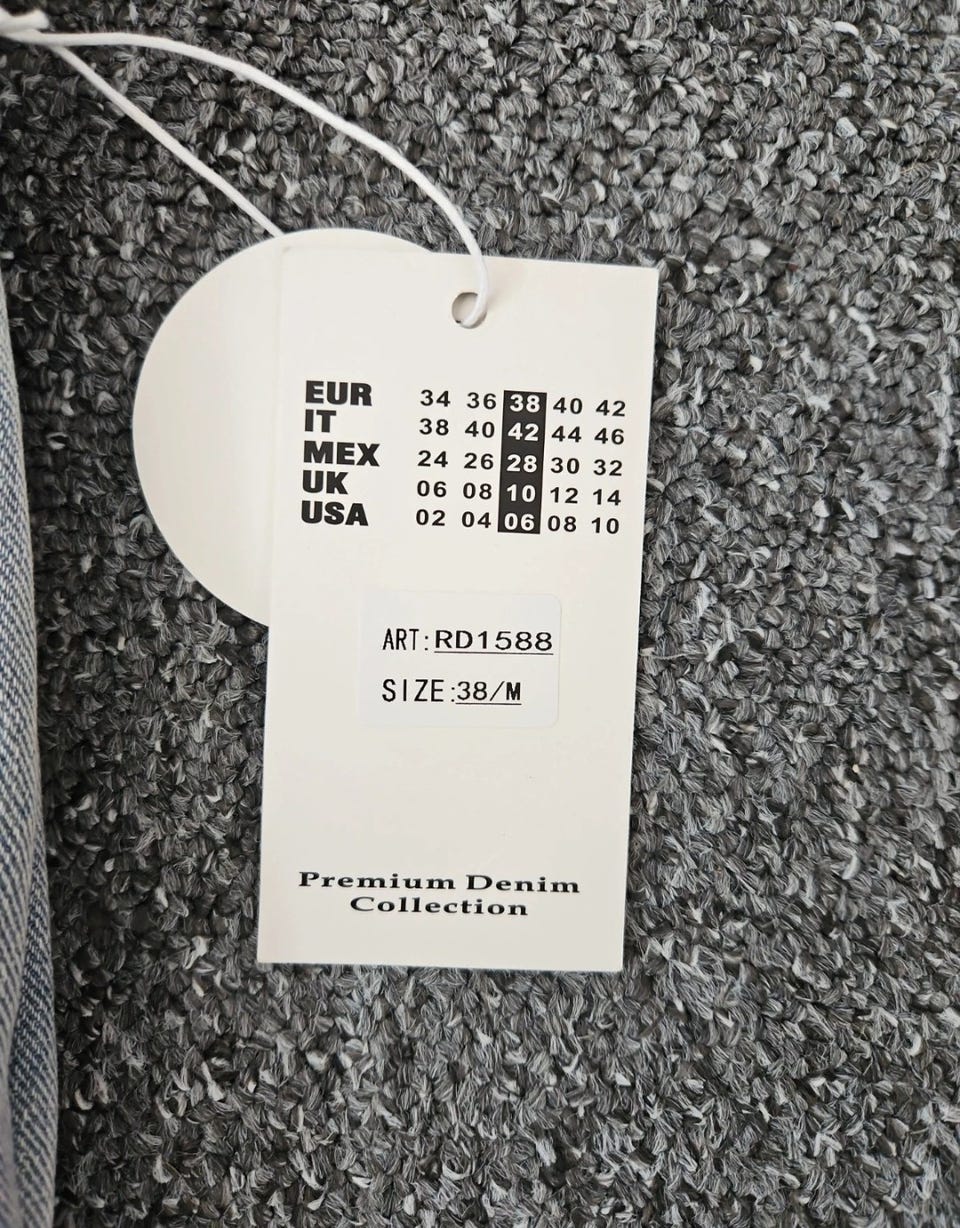 EUR 34 36 38 40 42
IT 38 40 42 44 46
MEX 24 26 28 30 32
UK 06 08 10 12 14
USA 02 04 06 08 10
ART:RD1588
SIZE:38/M
Premium Denim
Collection